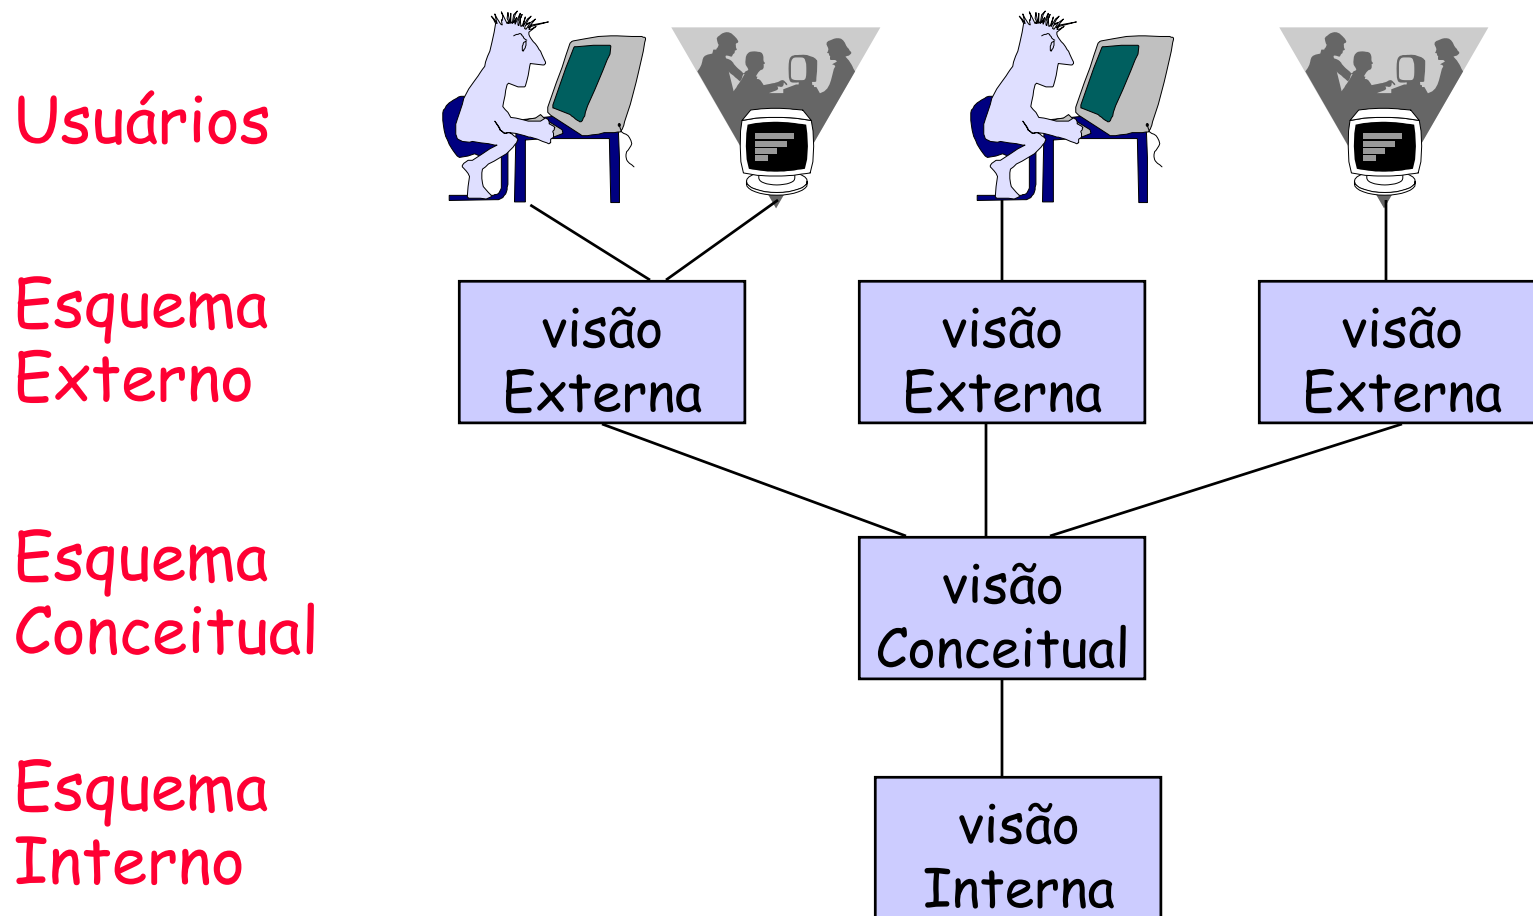 Usuários
Esquema
Externo
visão
Externa
visão
Externa
visão
Externa
Esquema
Conceitual
visão
Conceitual
Esquema
Interno
visão
Interna